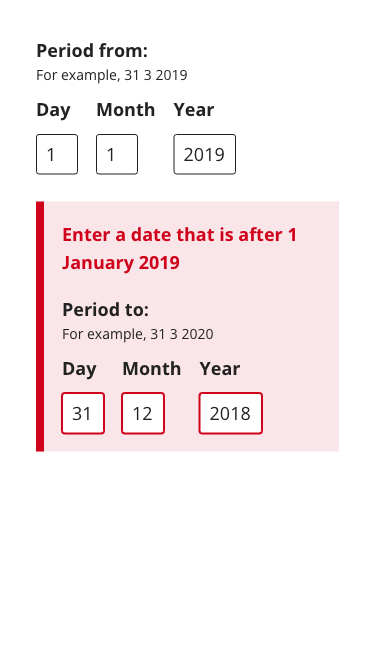 Period from:
For example, 31 3 2019
Day Month Year
1 1 2019
Enter a date that is after 1
January 2019
Period to:
For example, 31 3 2020
Day Month Year
31 12 2018